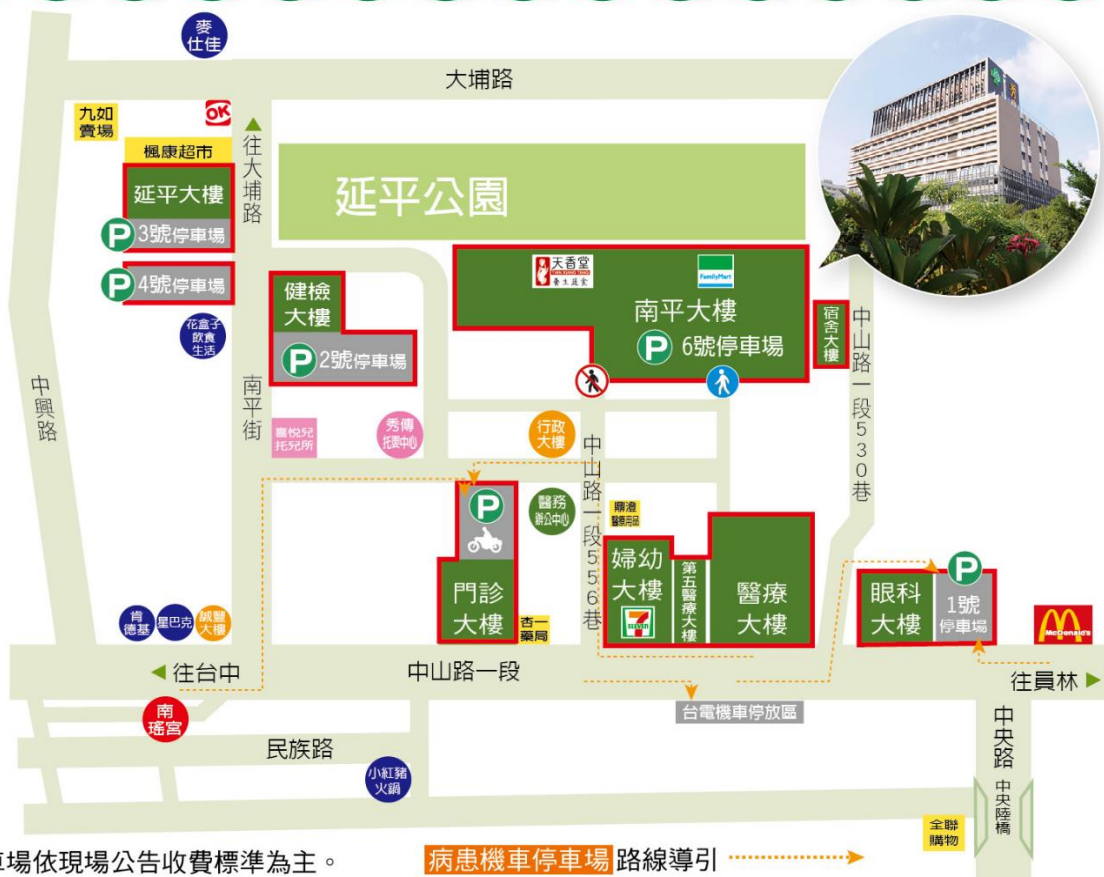 麥
仕佳
大埔路
九如
賣場
OK
楓康超市
往大埔路
延平大樓
P 3號停車場
P 4號停車場
延平公園
天香堂
TIEN XIANG TANG
養生蔬食
FamilyMart
南平大樓
P 6號停車場
宿舍大樓
健檢
大樓
P 2號停車場
花盒子
飲食
生活
中興路
南平街
喜悅兒
托兒所
秀傳
托嬰中心
行政
大樓
中山路一段556巷
中山路一段530巷
P
門診
大樓
醫務
辦公中心
鼎澄
醫療用品
婦幼
大樓
7 ELEVEN
第五醫療大樓
醫療
大樓
眼科
大樓
P
1號
停車場
McDonald's
肯
德基
星巴克
誠豐
大樓
杏一
藥局
往台中
中山路一段
往員林
南
瑤宮
台電機車停放區
中央路
民族路
小紅豬
火鍋
中央陸橋
全聯
購物
車場依現場公告收費標準為主。
病患機車停車場 路線導引